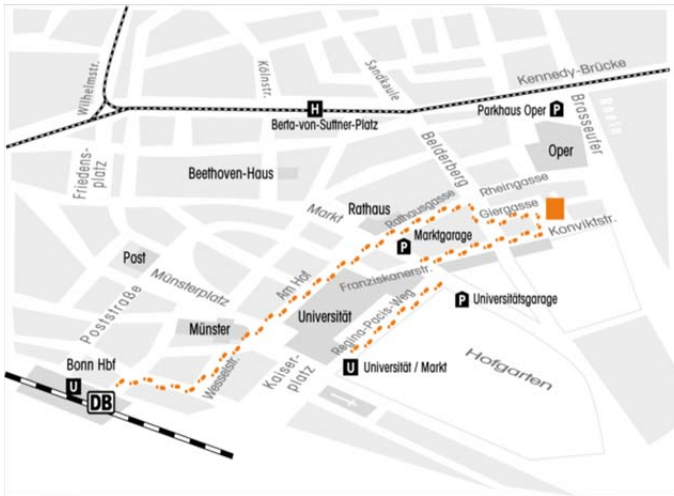 Wilhelmstr.
Kölnstr.
Sandkaule
Kennedy-Brücke
H
Berta-von-Suttner-Platz
Parkhaus Oper P
Brasseufer
Rhein
Friedens-
platz
Beethoven-Haus
Belderberg
Oper
Rheingasse
Markt
Rathaus
Rathausgasse
Giergasse
Konviktstr.
P Marktgarage
Post
Münsterplatz
Am Hof
Franziskanerstr.
Poststraße
Münster
Universität
Regina-Pacis-Weg
P Universitätsgarage
Hofgarten
Bonn Hbf
U
DB
Wesselstr.
Kaiser-
platz
U Universität / Markt